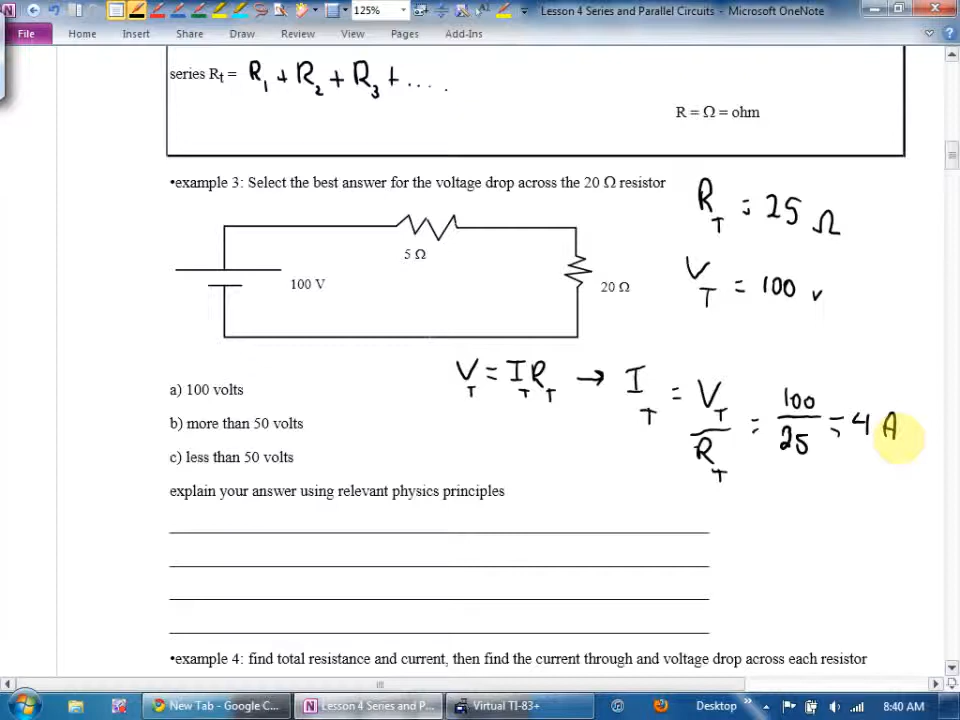 Lesson 4 Series and Parallel Circuits - Microsoft OneNote
125%
File Home Insert Share Draw Review View Pages Add-Ins
series Rt = R1 + R2 + R3 + ....
R = Ω = ohm
•example 3: Select the best answer for the voltage drop across the 20 Ω resistor
RT = 25 Ω
5 Ω
100 V
20 Ω
VT = 100 v
VT = IT RT → IT = VT / RT = 100 / 25 = 4 A
a) 100 volts
b) more than 50 volts
c) less than 50 volts
explain your answer using relevant physics principles
•example 4: find total resistance and current, then find the current through and voltage drop across each resistor
New Tab - Google C...
Lesson 4 Series and P...
Virtual TI-83+
Desktop
8:40 AM